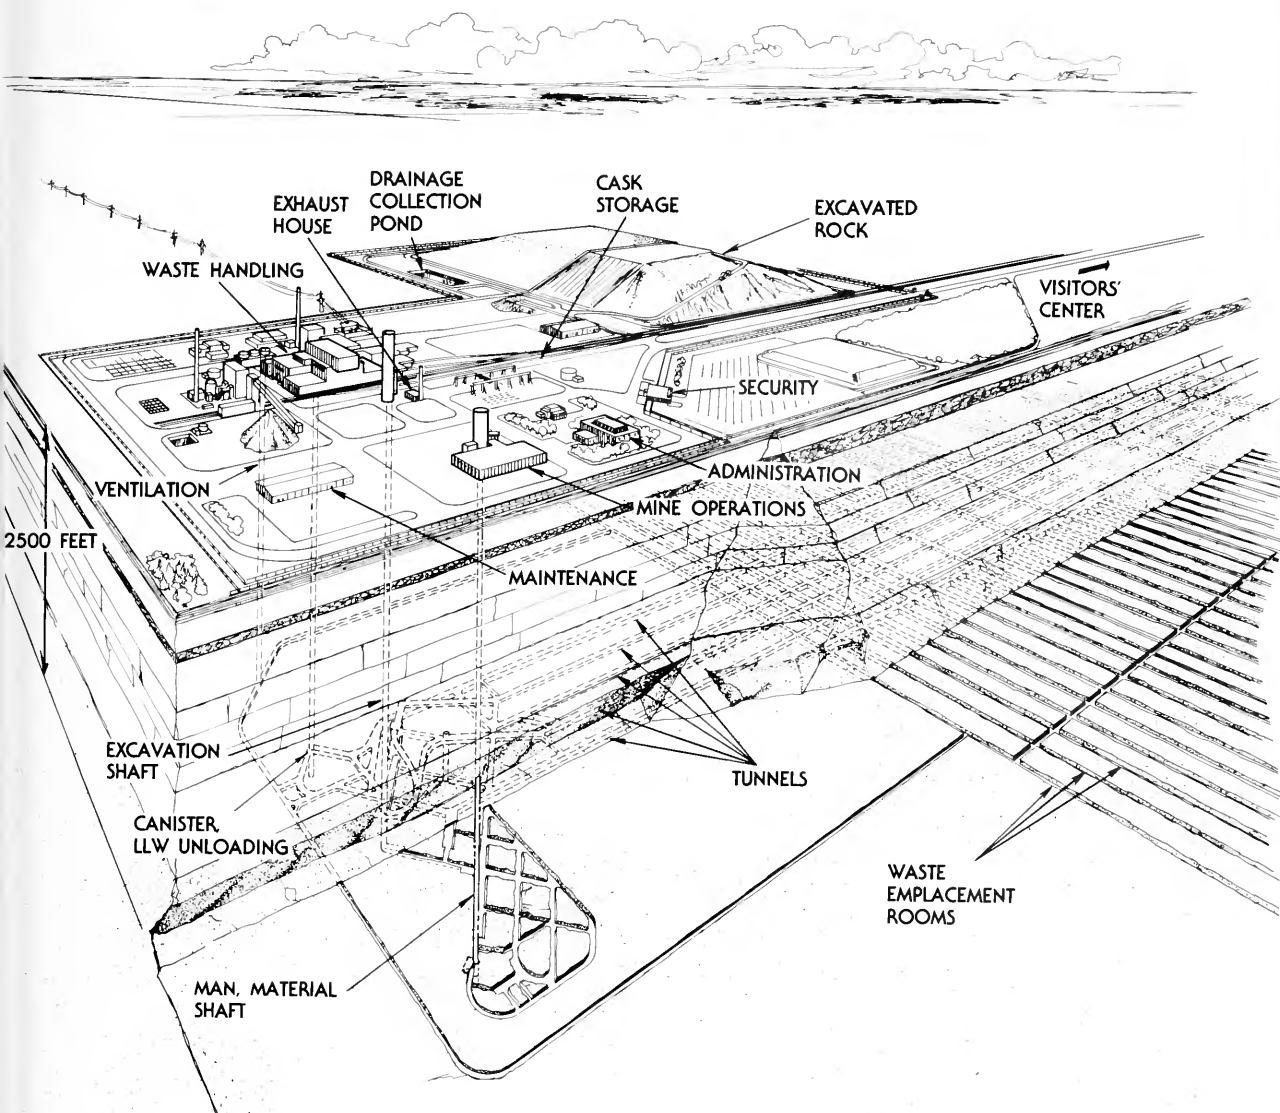 DRAINAGE
COLLECTION
POND
CASK
STORAGE
EXHAUST
HOUSE
EXCAVATED
ROCK
WASTE HANDLING
VISITORS'
CENTER
SECURITY
ADMINISTRATION
VENTILATION
MINE OPERATIONS
2500 FEET
MAINTENANCE
EXCAVATION
SHAFT
TUNNELS
CANISTER,
LLW UNLOADING
WASTE
EMPLACEMENT
ROOMS
MAN, MATERIAL
SHAFT